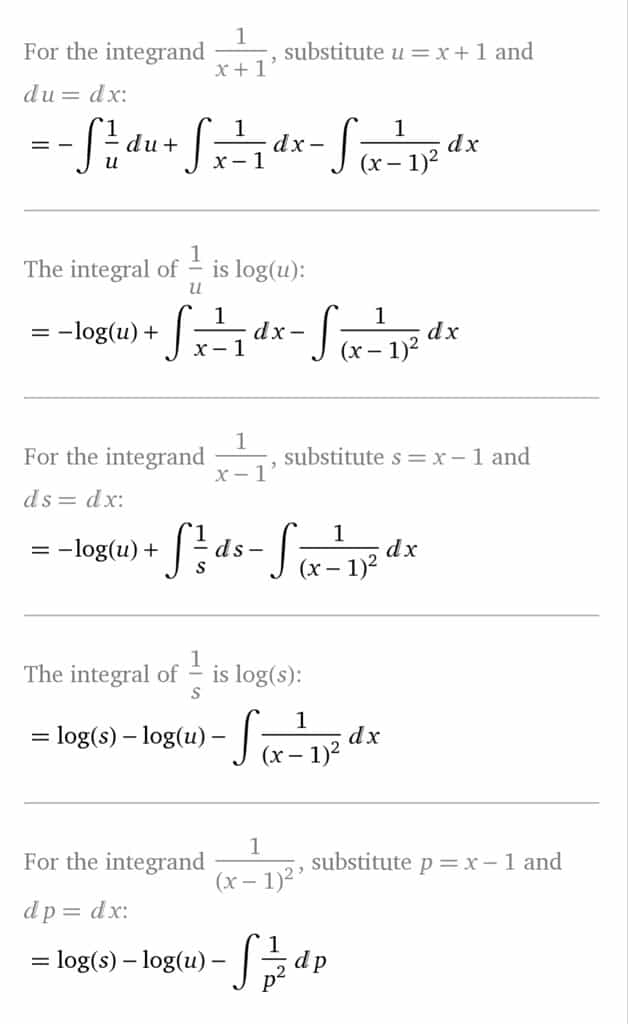 For the integrand 1/(x + 1), substitute u = x + 1 and
du = dx:
= − ∫ 1/u du + ∫ 1/(x − 1) dx − ∫ 1/(x − 1)² dx
The integral of 1/u is log(u):
= −log(u) + ∫ 1/(x − 1) dx − ∫ 1/(x − 1)² dx
For the integrand 1/(x − 1), substitute s = x − 1 and
ds = dx:
= −log(u) + ∫ 1/s ds − ∫ 1/(x − 1)² dx
The integral of 1/s is log(s):
= log(s) − log(u) − ∫ 1/(x − 1)² dx
For the integrand 1/(x − 1)², substitute p = x − 1 and
dp = dx:
= log(s) − log(u) − ∫ 1/p² dp